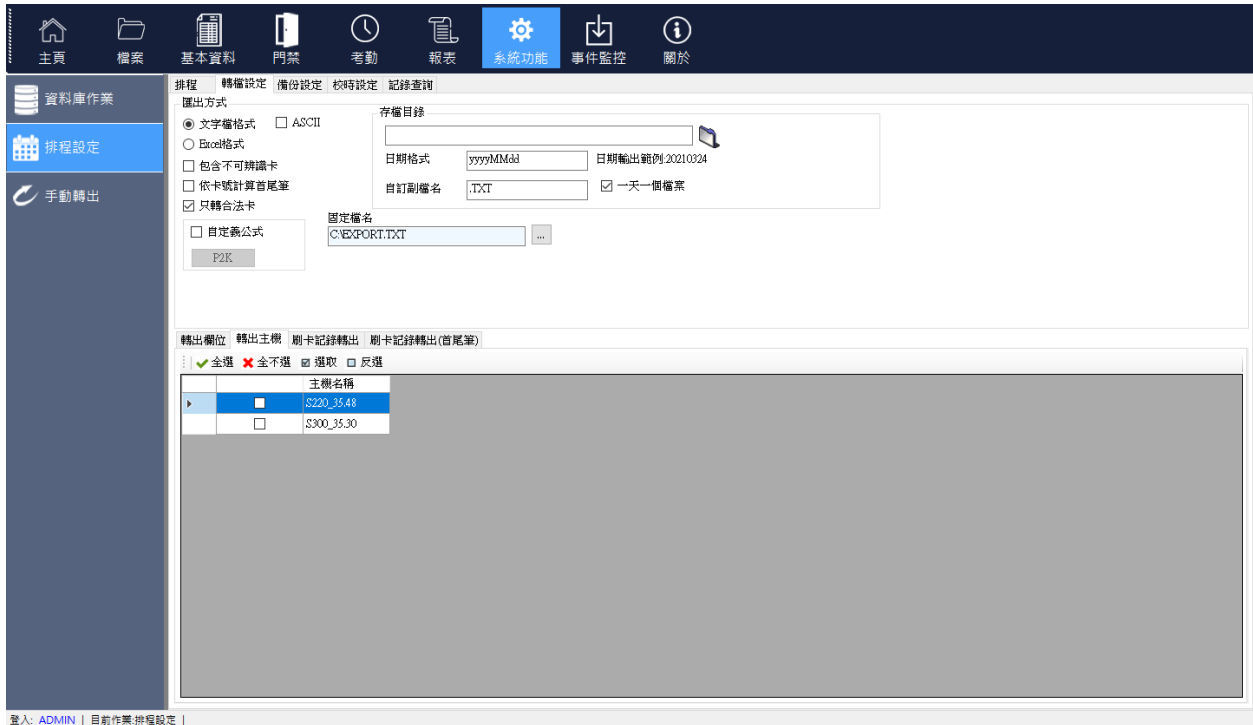 主頁 檔案 基本資料 門禁 考勤 報表 系統功能 事件監控 關於
資料庫作業
排程設定
手動轉出
排程 轉檔設定 備份設定 校時設定 記錄查詢
匯出方式
文字檔格式 ASCII
Excel格式
包含不可辨識卡
依卡號計算首尾筆
只轉合法卡
自定義公式
P2K
存檔目錄
日期格式 yyyyMMdd 日期輸出範例:20210324
自訂副檔名 .TXT 一天一個檔案
固定檔名
C:\EXPORT.TXT ...
轉出欄位 轉出主機 刷卡記錄轉出 刷卡記錄轉出(首尾筆)
全選 全不選 選取 反選
主機名稱
S220_35.48
S300_35.30
登入: ADMIN | 目前作業:排程設定 |